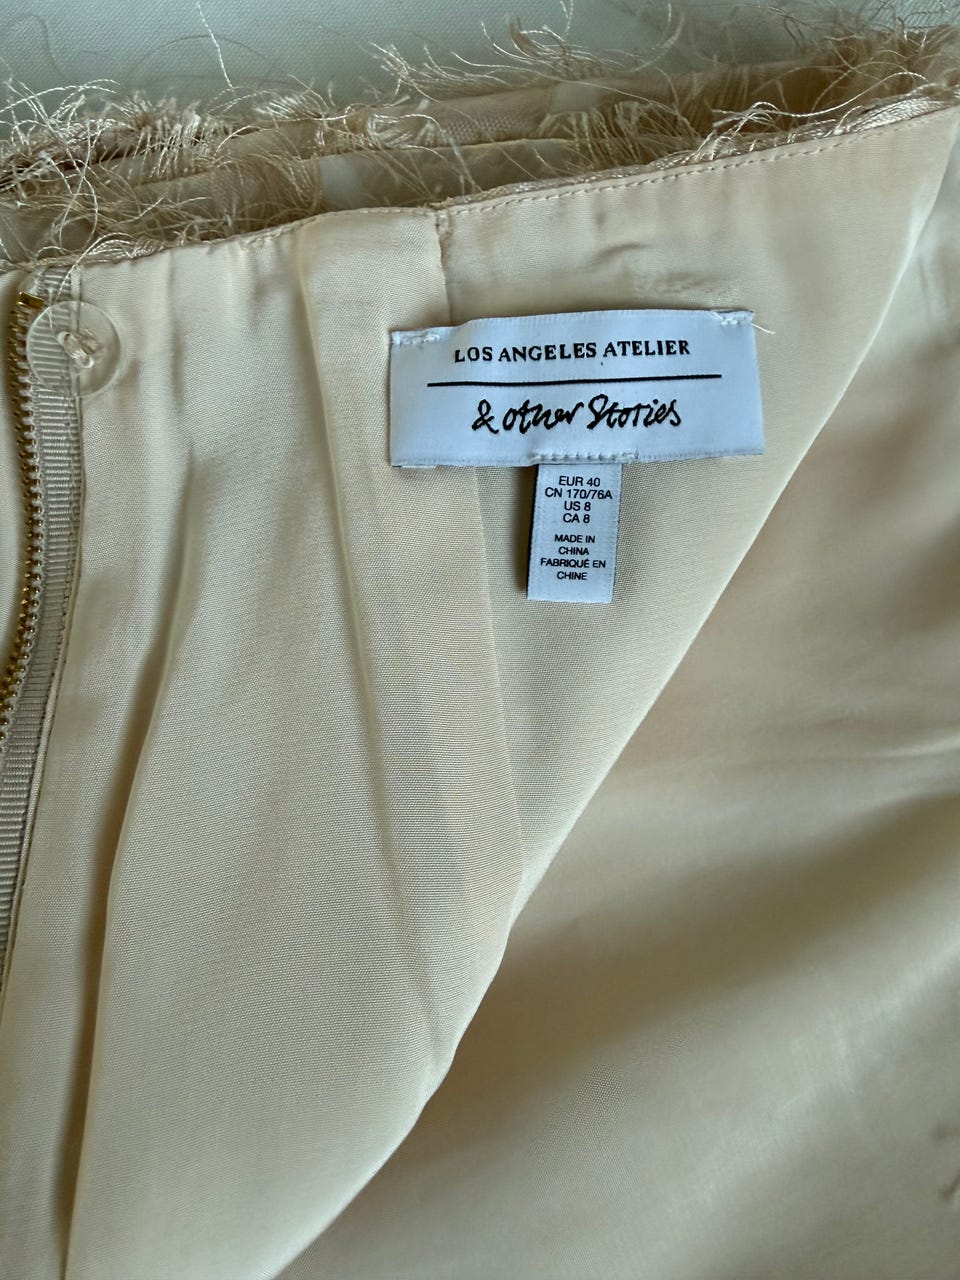 LOS ANGELES ATELIER
& other Stories
EUR 40
CN 170/76A
US 8
CA 8
MADE IN
CHINA
FABRIQUÉ EN
CHINE